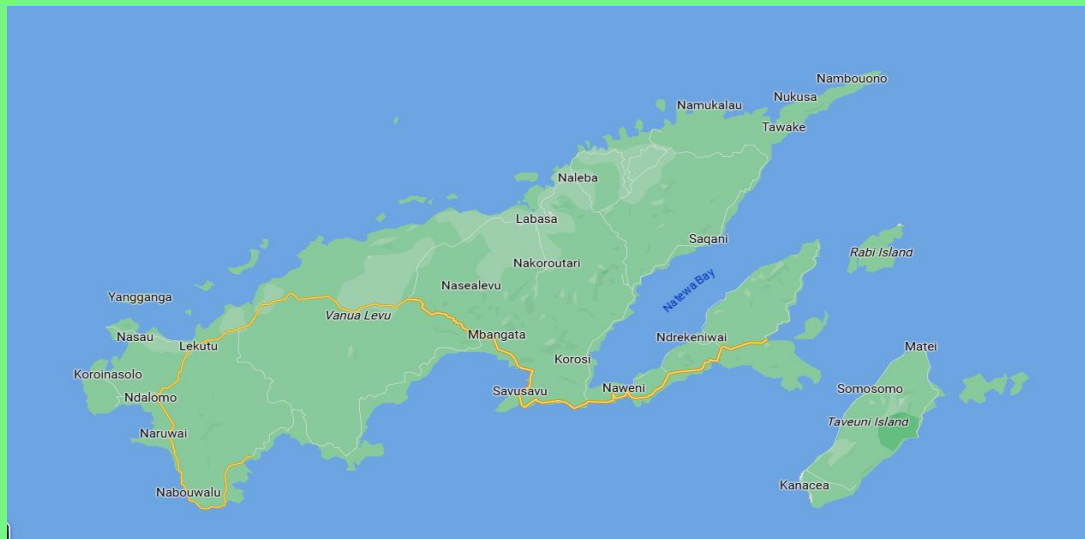 Nambouono
Nukusa
Namukalau
Tawake
Naleba
Labasa
Saqani
Rabi Island
Nakoroutari
Natewa Bay
Nasealevu
Yangganga
Vanua Levu
Nasau
Mbangata
Ndrekeniwai
Lekutu
Matei
Korosi
Koroinasolo
Savusavu
Naweni
Somosomo
Ndalomo
Taveuni Island
Naruwai
Kanacea
Nabouwalu